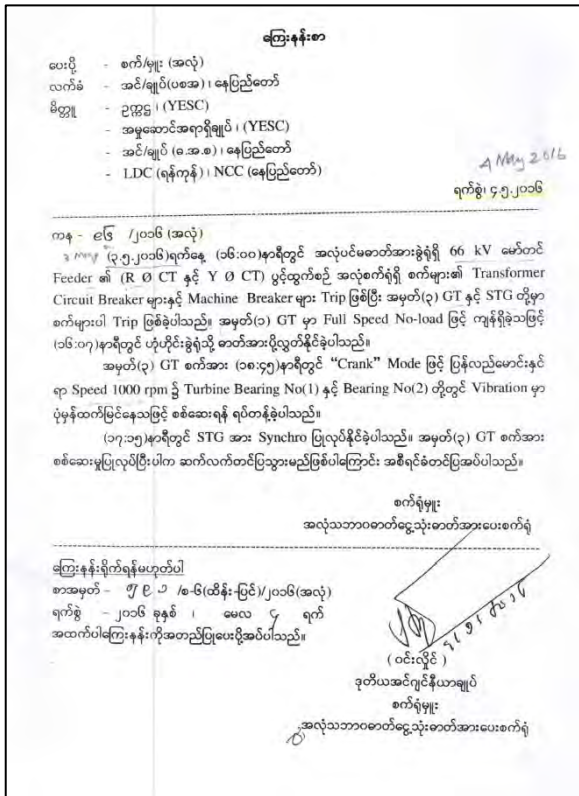 ကြေးနန်းစာ
ပေးပို့ - စက်/မှူး (အလုံ)
လက်ခံ - အင်/ချုပ်(ပစအ)၊ နေပြည်တော်
မိတ္တူ - ဥက္ကဋ္ဌ၊ (YESC)
- အမှုဆောင်အရာရှိချုပ်၊ (YESC)
- အင်/ချုပ် (ဓ.အ.စ)၊ နေပြည်တော်
- LDC (ရန်ကုန်)၊ NCC (နေပြည်တော်)
4 May 2016
ရက်စွဲ၊ ၄.၅.၂၀၁၆
ကန - ၉၆ /၂၀၁၆ (အလုံ)
3 May
(၃.၅.၂၀၁၆)ရက်နေ့ (၁၆:၀၀)နာရီတွင် အလုံပင်မဓာတ်အားခွဲရုံရှိ 66 kV မော်တင်
Feeder ၏ (R Ø CT နှင့် Y Ø CT) ပွင့်ထွက်စဉ် အလုံစက်ရုံရှိ စက်များ၏ Transformer
Circuit Breaker များနှင့် Machine Breaker များ Trip ဖြစ်ပြီး အမှတ်(၃) GT နှင့် STG တို့မှာ
စက်များပါ Trip ဖြစ်ခဲ့ပါသည်။ အမှတ်(၁) GT မှာ Full Speed No-load ဖြင့် ကျန်ရှိခဲ့သဖြင့်
(၁၆:၀၇)နာရီတွင် ဟံုဟိုင်းခွဲရုံသို့ ဓာတ်အားပို့လွှတ်နိုင်ခဲ့ပါသည်။
အမှတ်(၃) GT စက်အား (၁၈:၄၅)နာရီတွင် “Crank” Mode ဖြင့် ပြန်လည်မောင်းနှင်
ရာ Speed 1000 rpm ၌ Turbine Bearing No(1) နှင့် Bearing No(2) တို့တွင် Vibration မှာ
ပုံမှန်ထက်မြင့်နေသဖြင့် စစ်ဆေးရန် ရပ်တန့်ခဲ့ပါသည်။
(၁၇:၁၅)နာရီတွင် STG အား Synchro ပြုလုပ်နိုင်ခဲ့ပါသည်။ အမှတ်(၃) GT စက်အား
စစ်ဆေးမှုပြုလုပ်ပြီးပါက ဆက်လက်တင်ပြသွားမည်ဖြစ်ပါကြောင်း အစီရင်ခံတင်ပြအပ်ပါသည်။
စက်ရုံမှူး
အလုံသဘာဝဓာတ်ငွေ့သုံးဓာတ်အားပေးစက်ရုံ
ကြေးနန်းရိုက်ရန်မဟုတ်ပါ
စာအမှတ် - /စ-၆(ထိန်း-ပြင်)/၂၀၁၆(အလုံ)
ရက်စွဲ - ၂၀၁၆ ခုနှစ် ၊ မေလ ၄ ရက်
အထက်ပါကြေးနန်းကိုအတည်ပြုပေးပို့အပ်ပါသည်။
(ဝင်းလှိုင်)
ဒုတိယအင်ဂျင်နီယာချုပ်
စက်ရုံမှူး
အလုံသဘာဝဓာတ်ငွေ့သုံးဓာတ်အားပေးစက်ရုံ